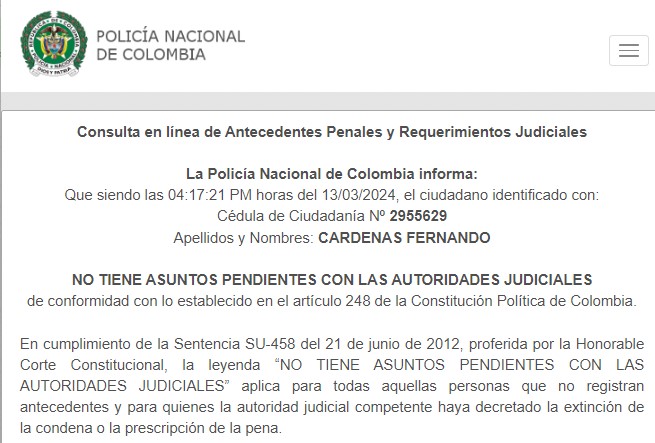 POLICÍA NACIONAL
DE COLOMBIA
Consulta en línea de Antecedentes Penales y Requerimientos Judiciales
La Policía Nacional de Colombia informa:
Que siendo las 04:17:21 PM horas del 13/03/2024, el ciudadano identificado con:
Cédula de Ciudadanía Nº 2955629
Apellidos y Nombres: CARDENAS FERNANDO
NO TIENE ASUNTOS PENDIENTES CON LAS AUTORIDADES JUDICIALES
de conformidad con lo establecido en el artículo 248 de la Constitución Política de Colombia.
En cumplimiento de la Sentencia SU-458 del 21 de junio de 2012, proferida por la Honorable
Corte Constitucional, la leyenda “NO TIENE ASUNTOS PENDIENTES CON LAS
AUTORIDADES JUDICIALES” aplica para todas aquellas personas que no registran
antecedentes y para quienes la autoridad judicial competente haya decretado la extinción de
la condena o la prescripción de la pena.